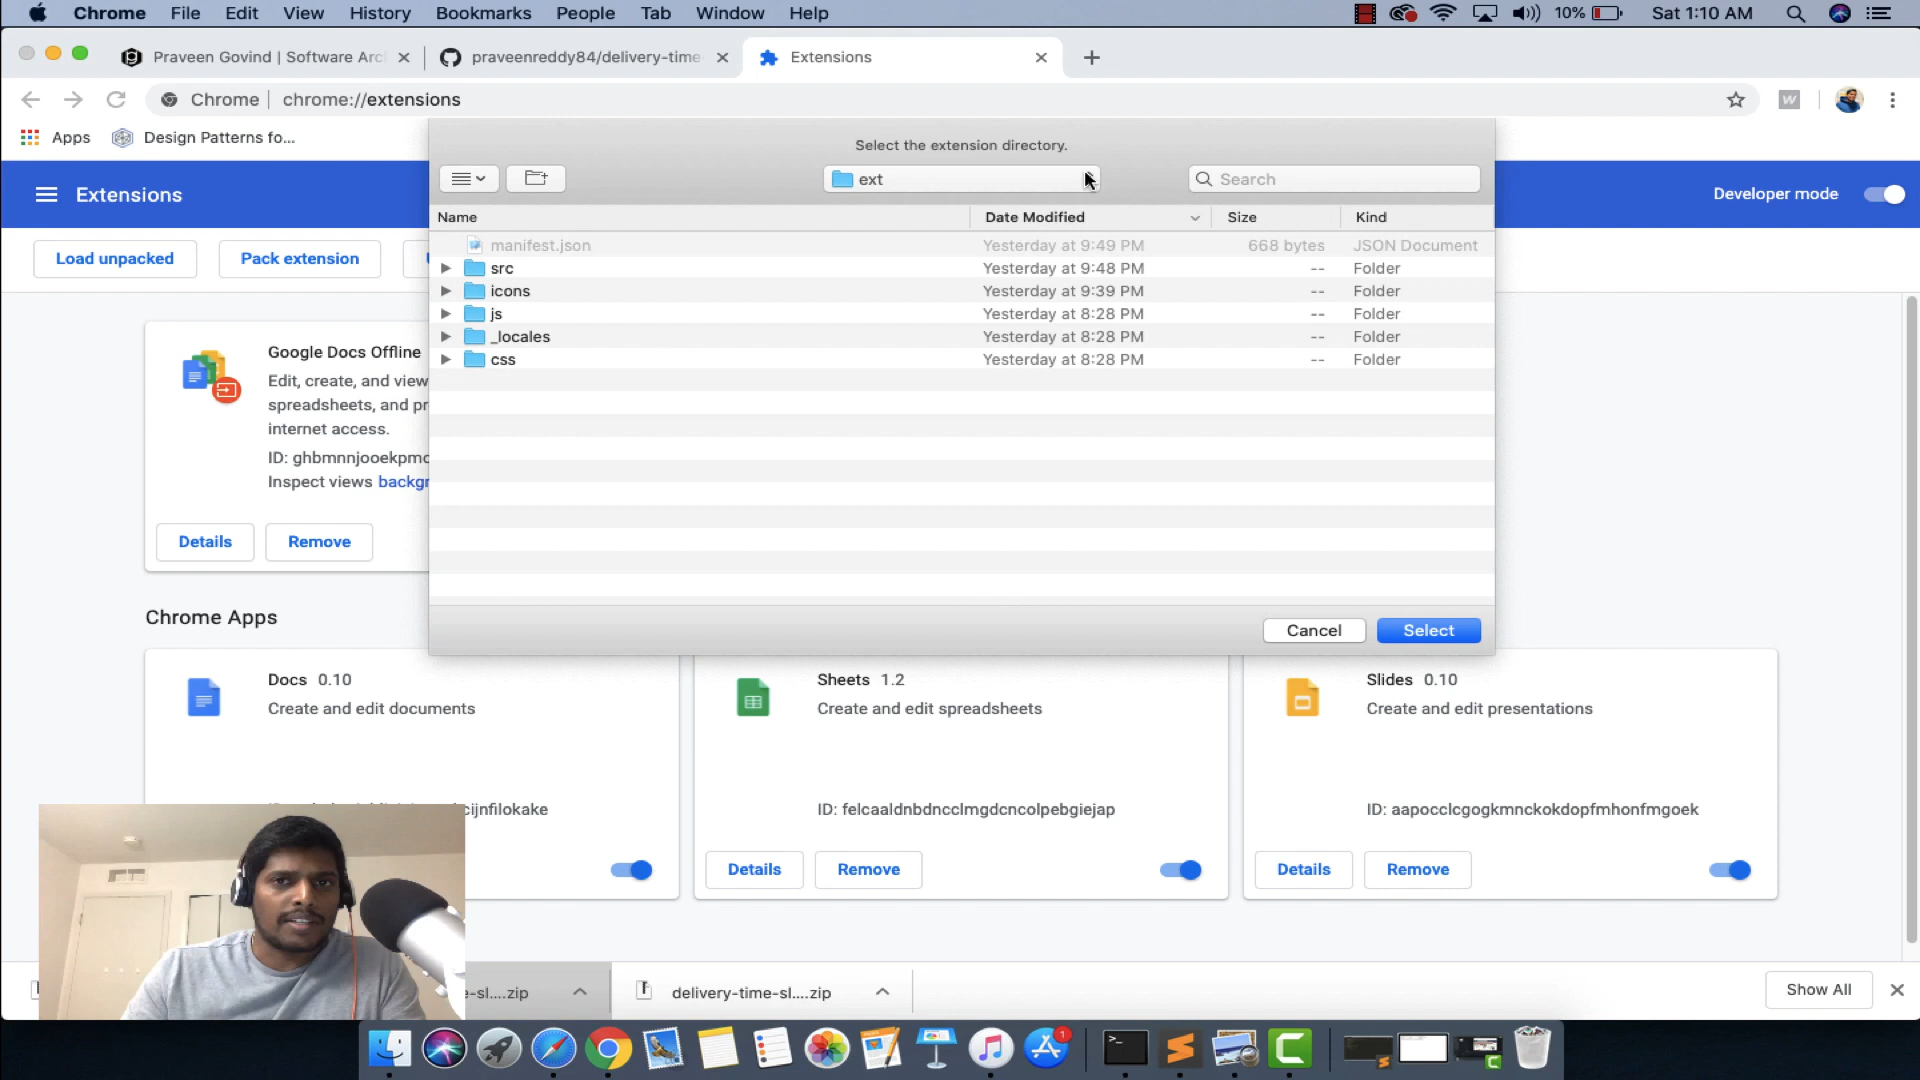 Chrome File Edit View History Bookmarks People Tab Window Help 10% Sat 1:10 AM
Praveen Govind | Software Arc praveenreddy84/delivery-time Extensions
Chrome chrome://extensions
Apps Design Patterns fo...
Select the extension directory.
ext Search
Extensions Developer mode
Name Date Modified Size Kind
manifest.json Yesterday at 9:49 PM 668 bytes JSON Document
Load unpacked Pack extension
src Yesterday at 9:48 PM -- Folder
icons Yesterday at 9:39 PM -- Folder
js Yesterday at 8:28 PM -- Folder
_locales Yesterday at 8:28 PM -- Folder
css Yesterday at 8:28 PM -- Folder
Google Docs Offline
Edit, create, and view
spreadsheets, and pr
internet access.
ID: ghbmnnjooekpmc
Inspect views backgr
Details Remove
Chrome Apps
Cancel Select
Docs 0.10
Create and edit documents
Sheets 1.2
Create and edit spreadsheets
Slides 0.10
Create and edit presentations
cijnfilokake
ID: felcaaldnbdncclmgdcncolpebgiejap
ID: aapocclcgogkmnckokdopfmhonfmgoek
Details Remove
Details Remove
e-sl....zip
delivery-time-sl....zip
Show All
1